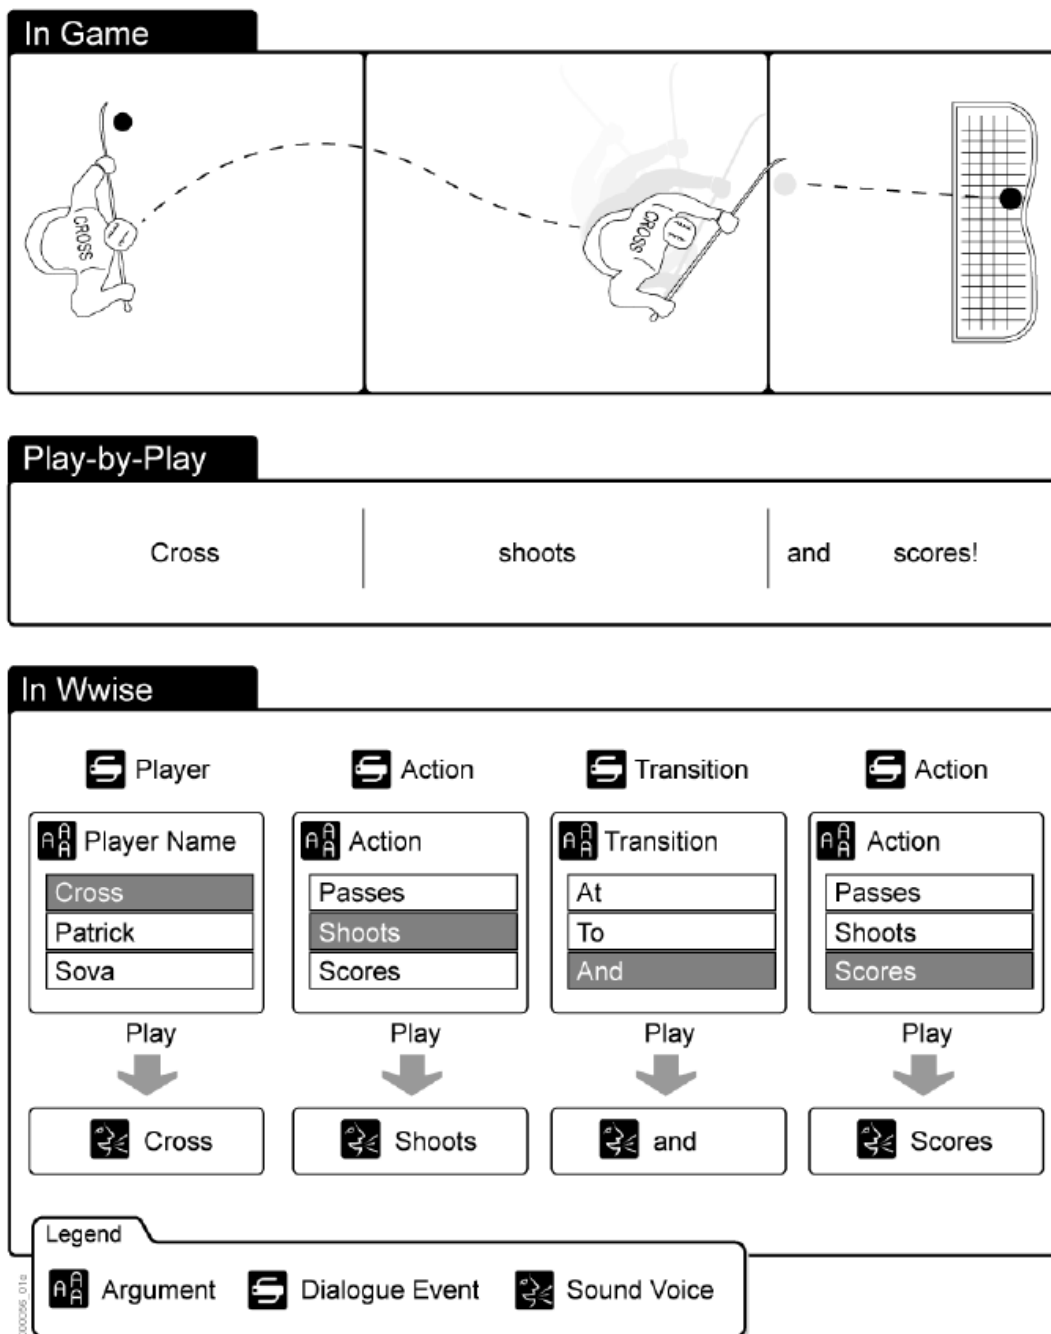 In Game
CROSS
CROSS
Play-by-Play
Cross shoots and scores!
In Wwise
Player Action Transition Action
Player Name Action Transition Action
Cross Passes At Passes
Patrick Shoots To Shoots
Sova Scores And Scores
Play Play Play Play
Cross Shoots and Scores
Legend
Argument Dialogue Event Sound Voice